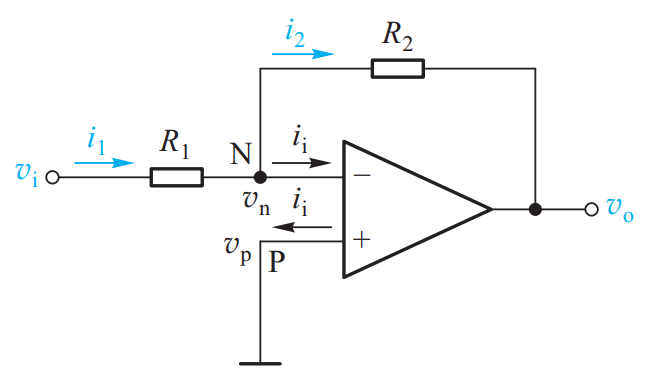 i₂
R₂
i₁
R₁
N
iᵢ
vᵢ
−
vₙ
iᵢ
vₒ
vₚ
P
+